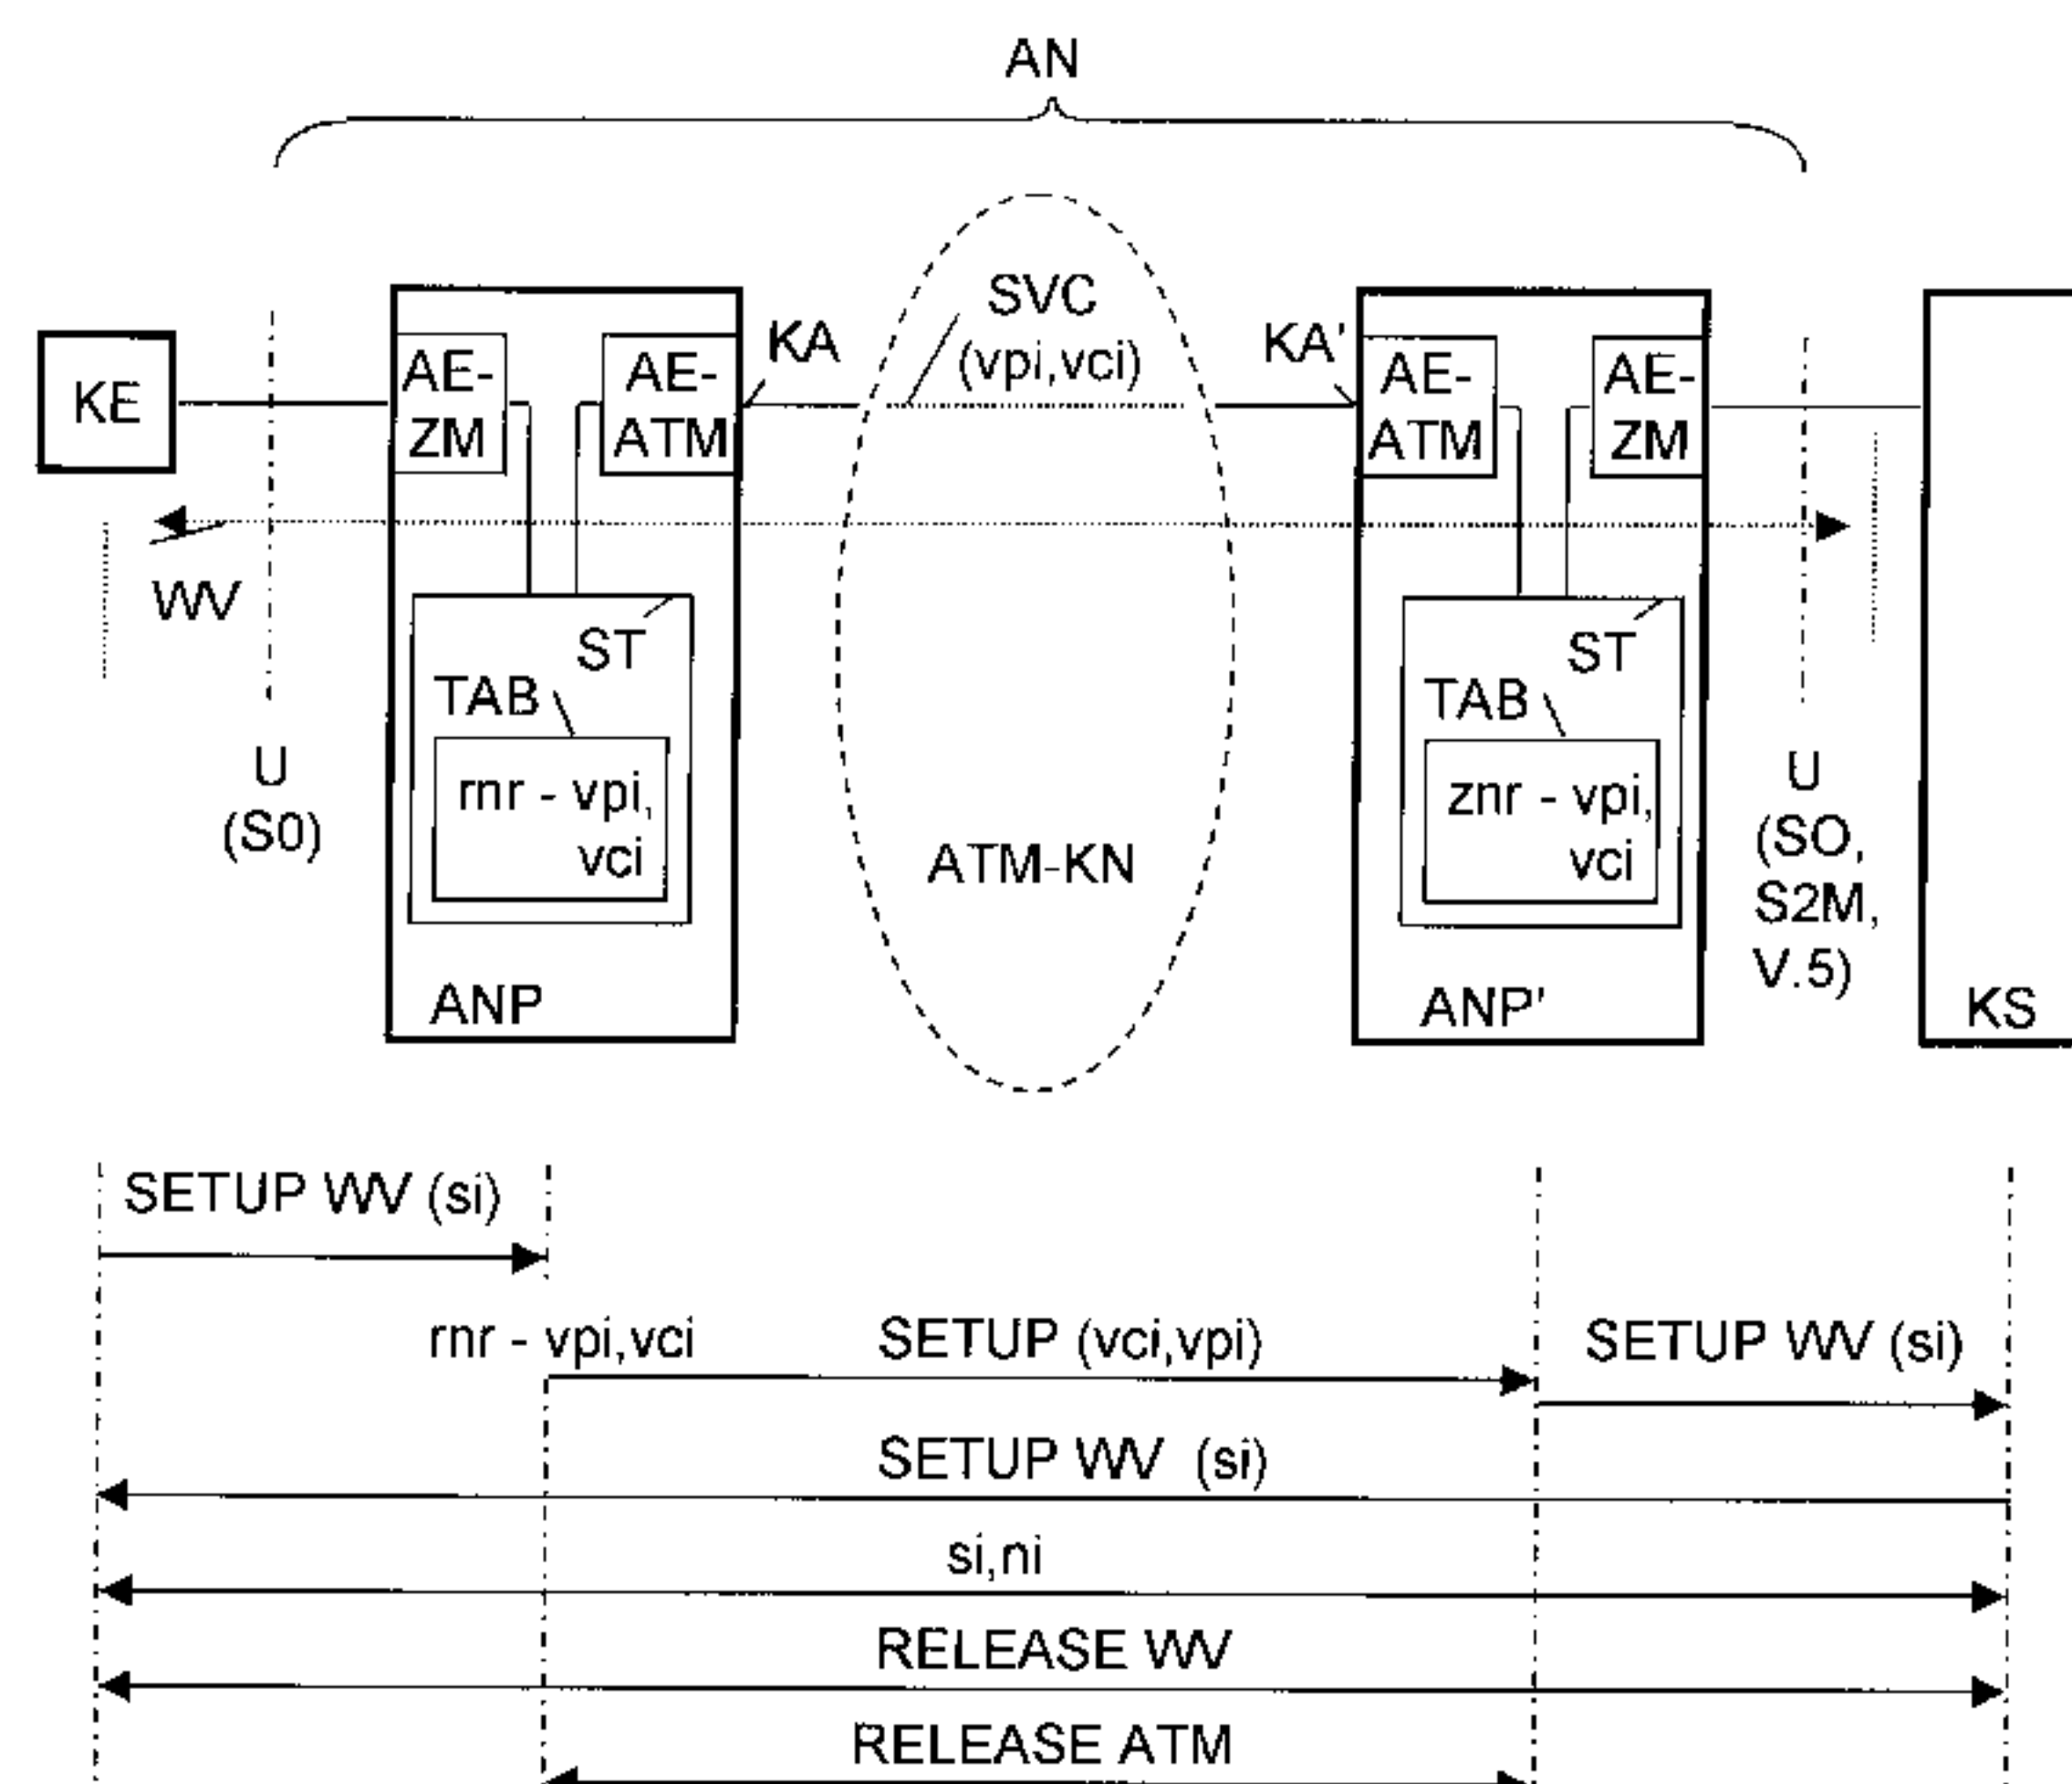 AN
SVC
(vpi,vci)
KA
KA'
KE
AE-
ZM
AE-
ATM
AE-
ATM
AE-
ZM
WV
ST
ST
TAB
TAB
U
(S0)
rnr - vpi,
vci
znr - vpi,
vci
U
(SO,
S2M,
V.5)
ATM-KN
ANP
ANP'
KS
SETUP WV (si)
rnr - vpi,vci
SETUP (vci,vpi)
SETUP WV (si)
SETUP WV (si)
si,ni
RELEASE WV
RELEASE ATM